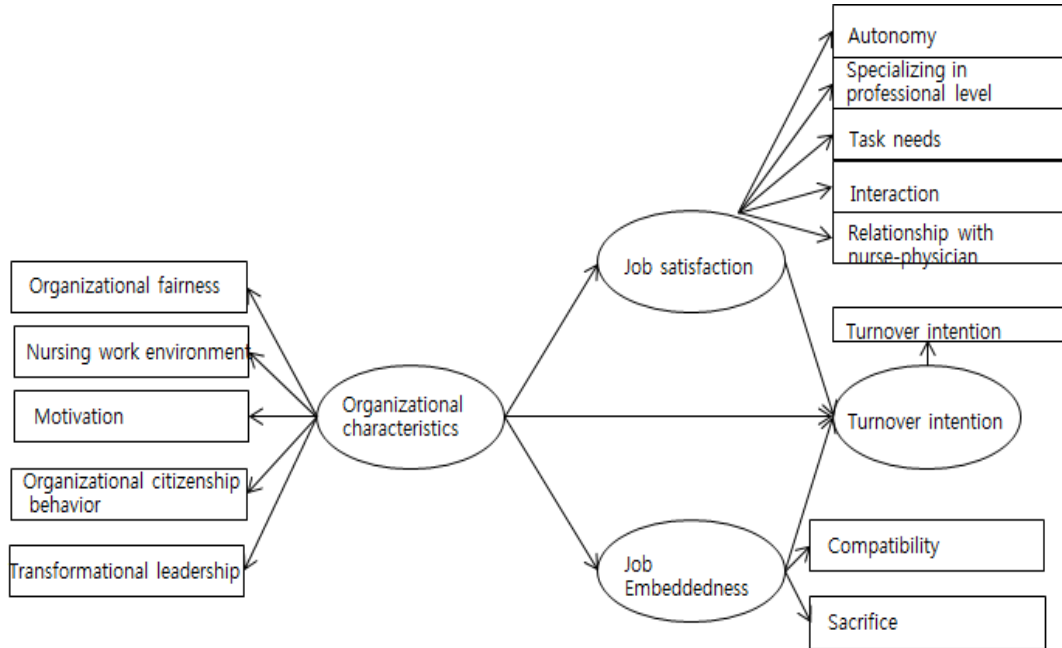 Autonomy
Specializing in
professional level
Task needs
Interaction
Relationship with
nurse-physician
Job satisfaction
Organizational fairness
Nursing work environment
Motivation
Organizational citizenship
behavior
Transformational leadership
Organizational
characteristics
Turnover intention
Turnover intention
Job
Embeddedness
Compatibility
Sacrifice